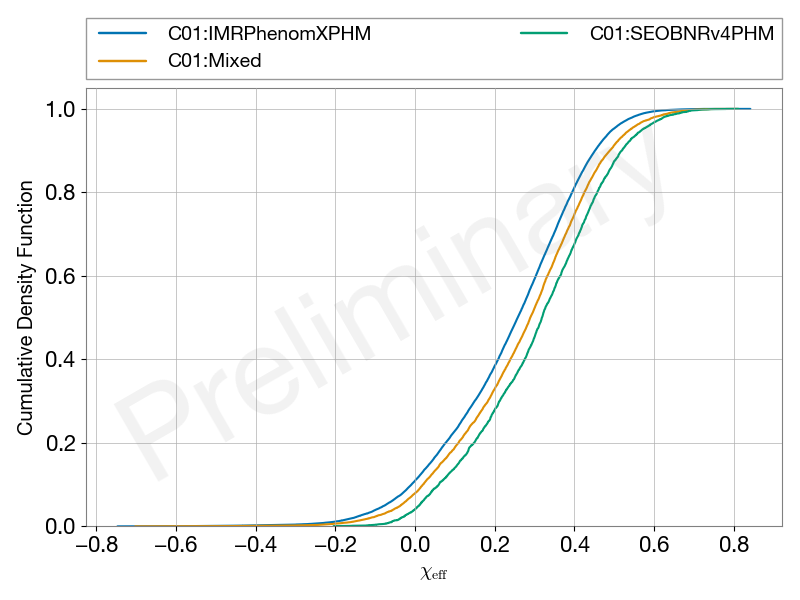 C01:IMRPhenomXPHM C01:SEOBNRv4PHM
C01:Mixed
1.0
0.8
0.6
0.4
0.2
0.0
Cumulative Density Function
Preliminary
−0.8 −0.6 −0.4 −0.2 0.0 0.2 0.4 0.6 0.8
χeff